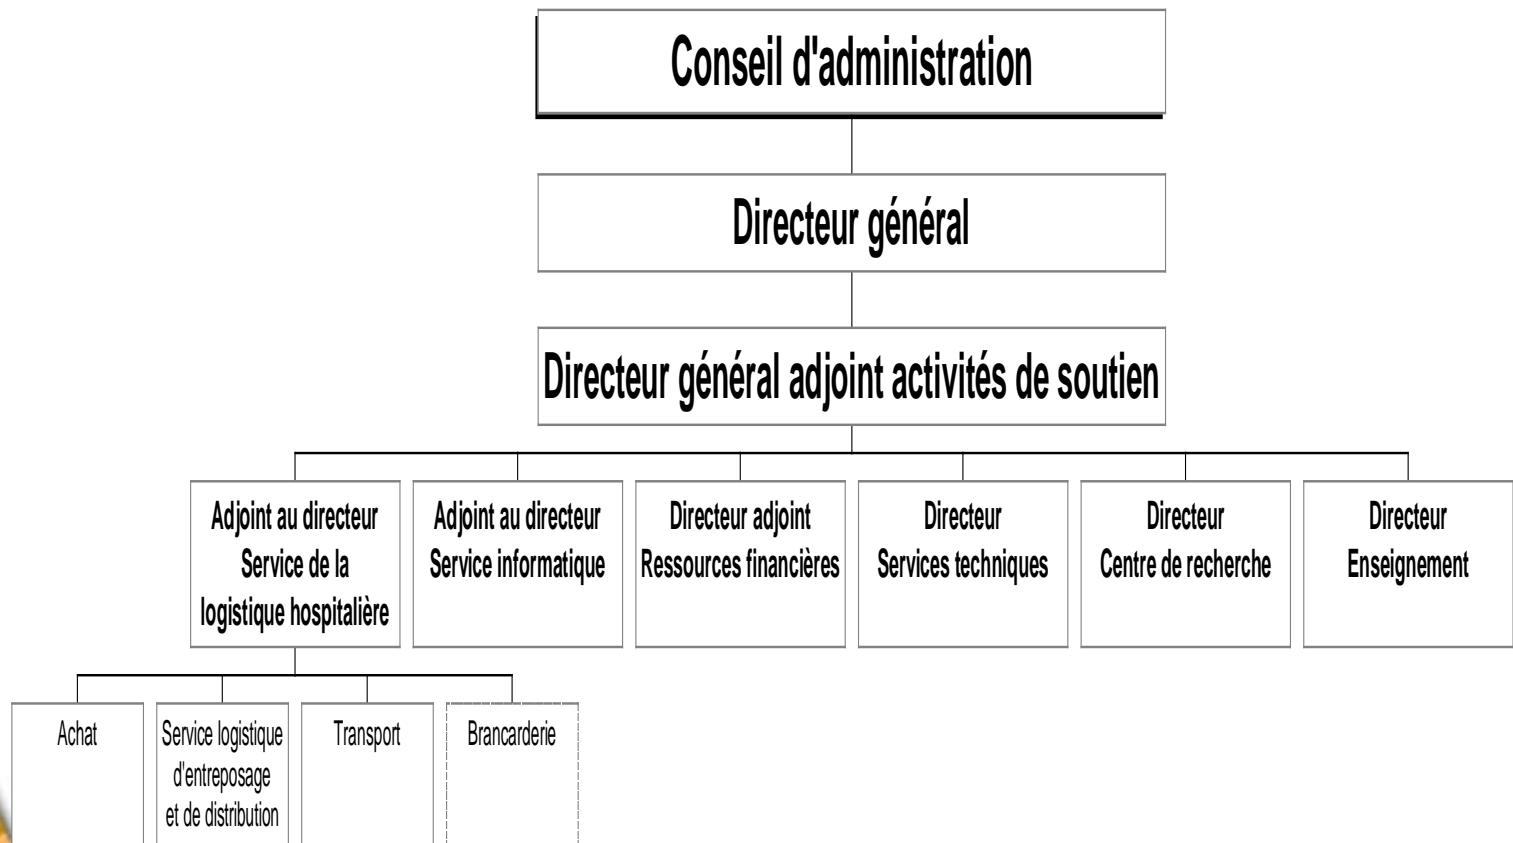 Conseil d'administration
Directeur général
Directeur général adjoint activités de soutien
Adjoint au directeur
Service de la
logistique hospitalière
Adjoint au directeur
Service informatique
Directeur adjoint
Ressources financières
Directeur
Services techniques
Directeur
Centre de recherche
Directeur
Enseignement
Achat
Service logistique
d'entreposage
et de distribution
Transport
Brancarderie